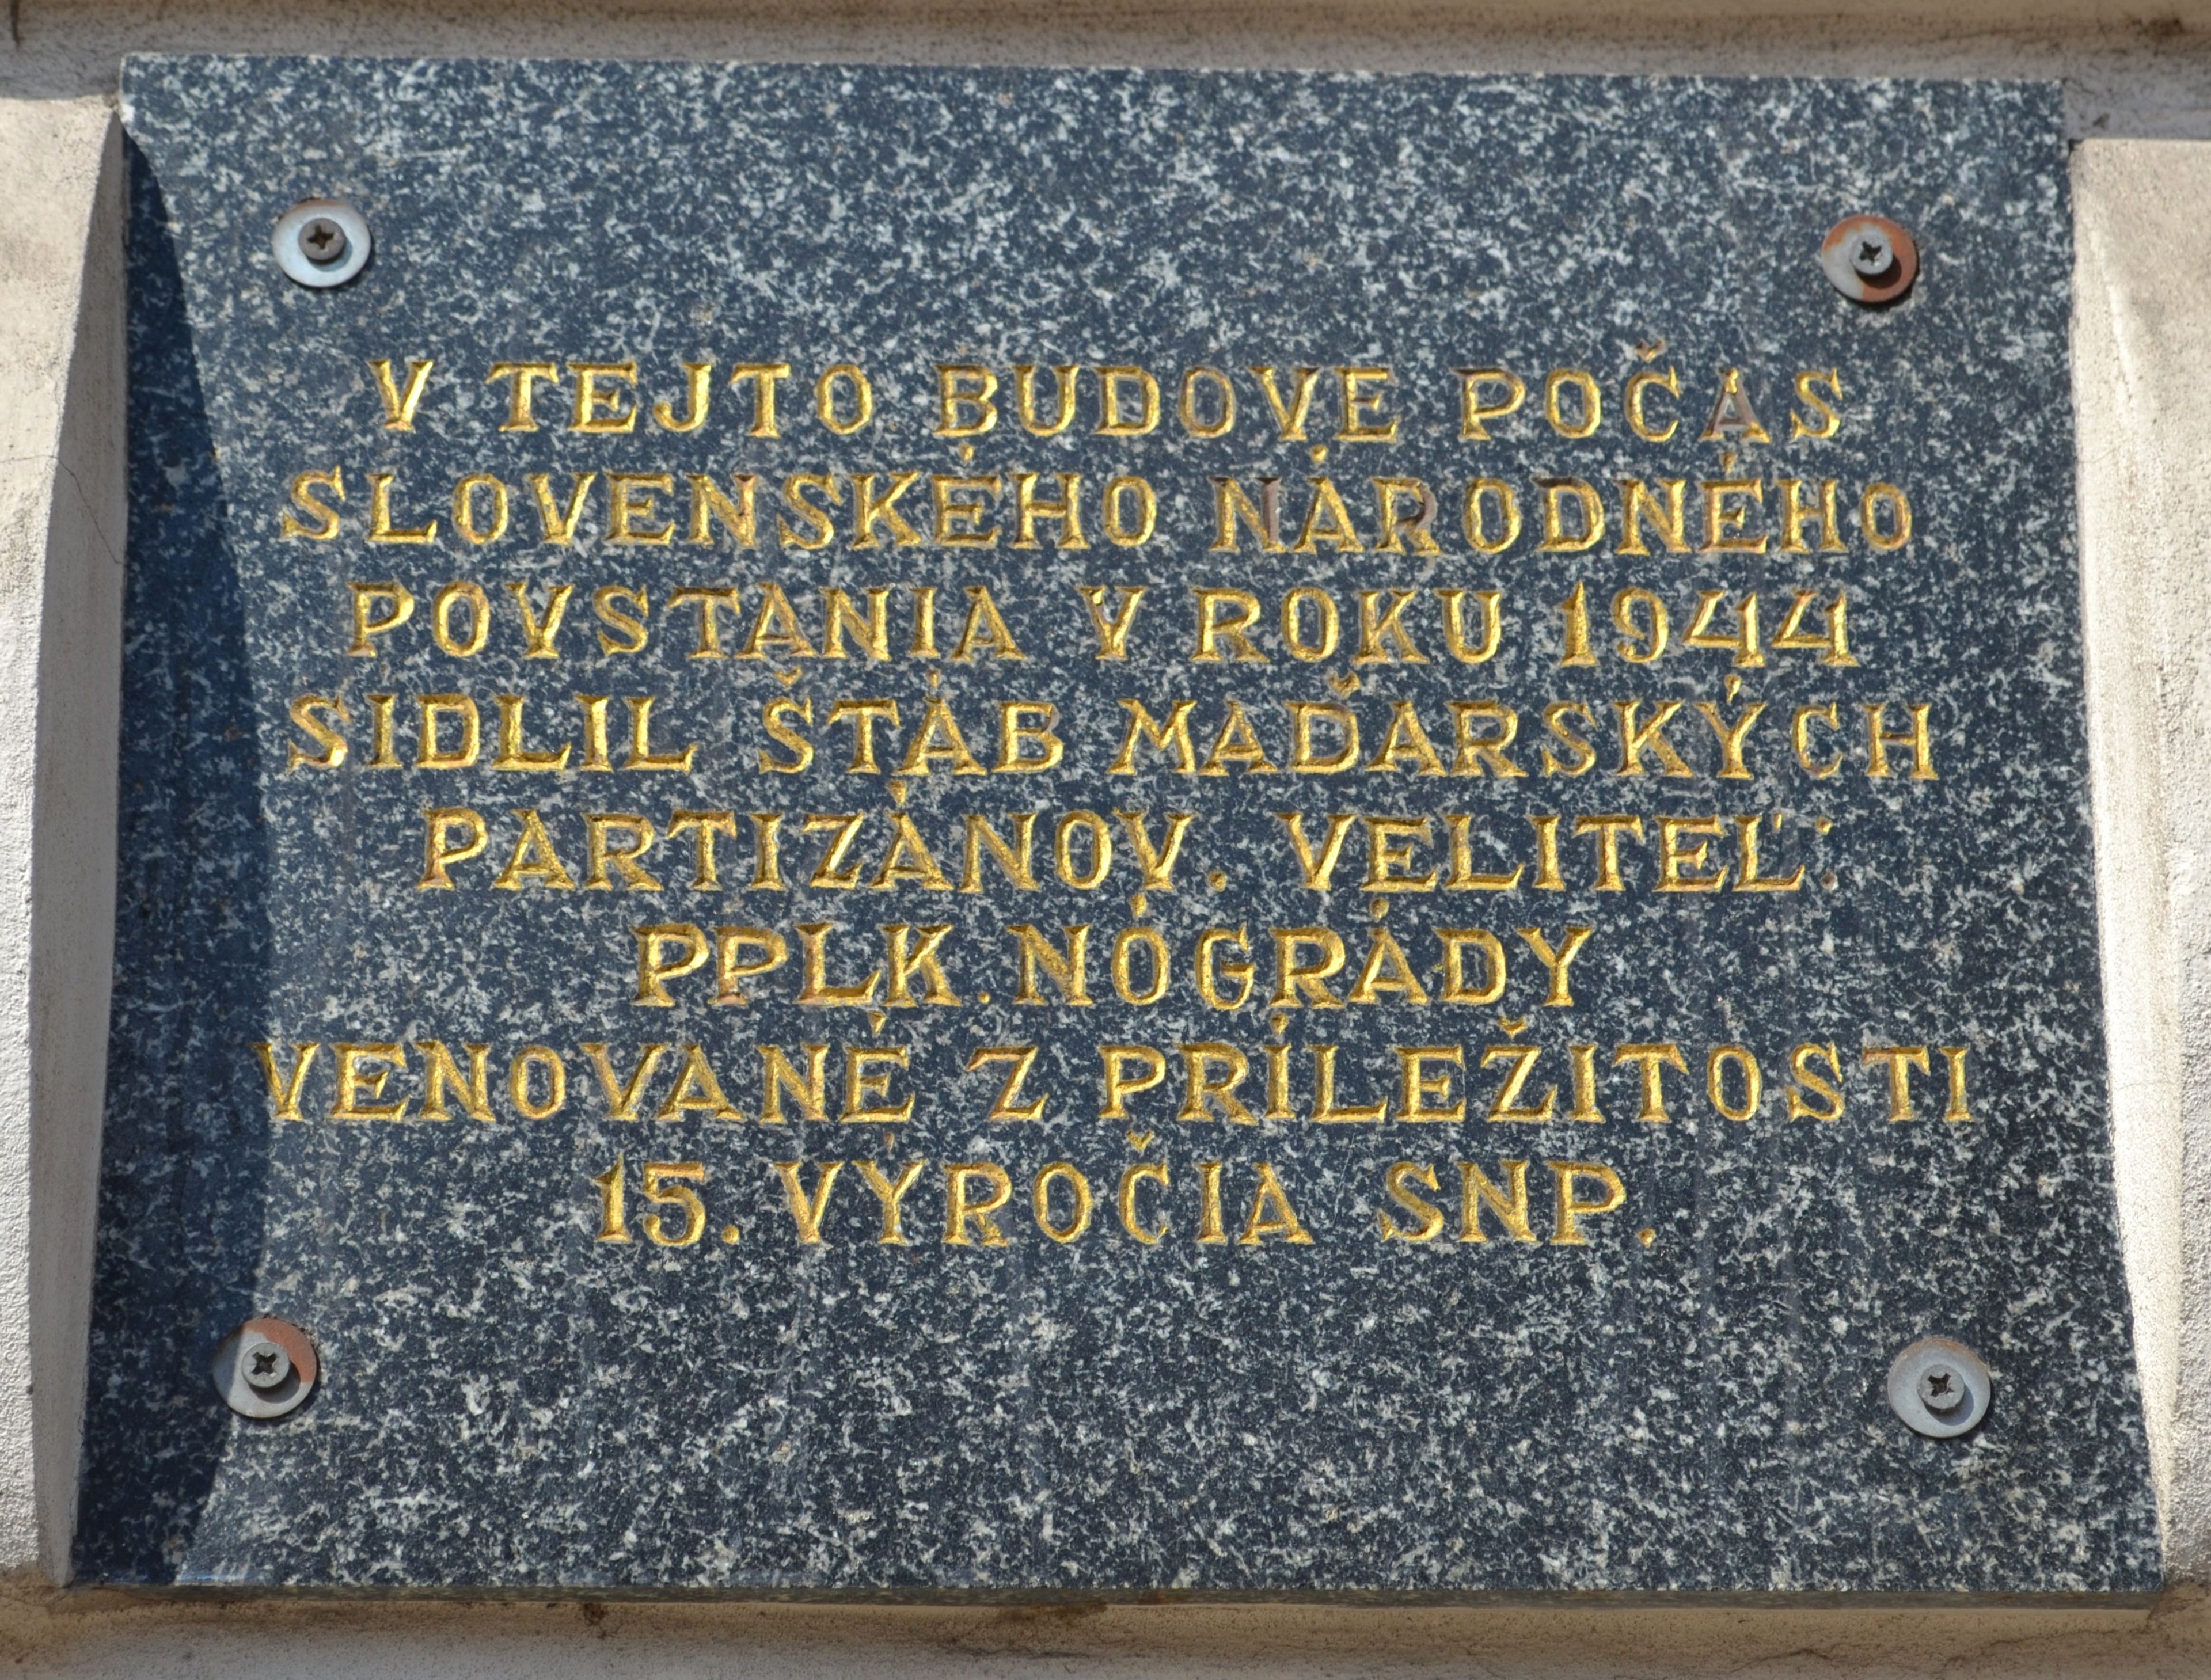 V TEJTO BUDOVE POČAS
SLOVENSKÉHO NÁRODNÉHO
POVSTANIA V ROKU 1944
SIDLIL ŠTÁB MAĎARSKÝCH
PARTIZÁNOV. VELITEĽ:
PPLK. NÓGRÁDY
VENOVANÉ Z PRÍLEŽITOSTI
15. VÝROČIA SNP.